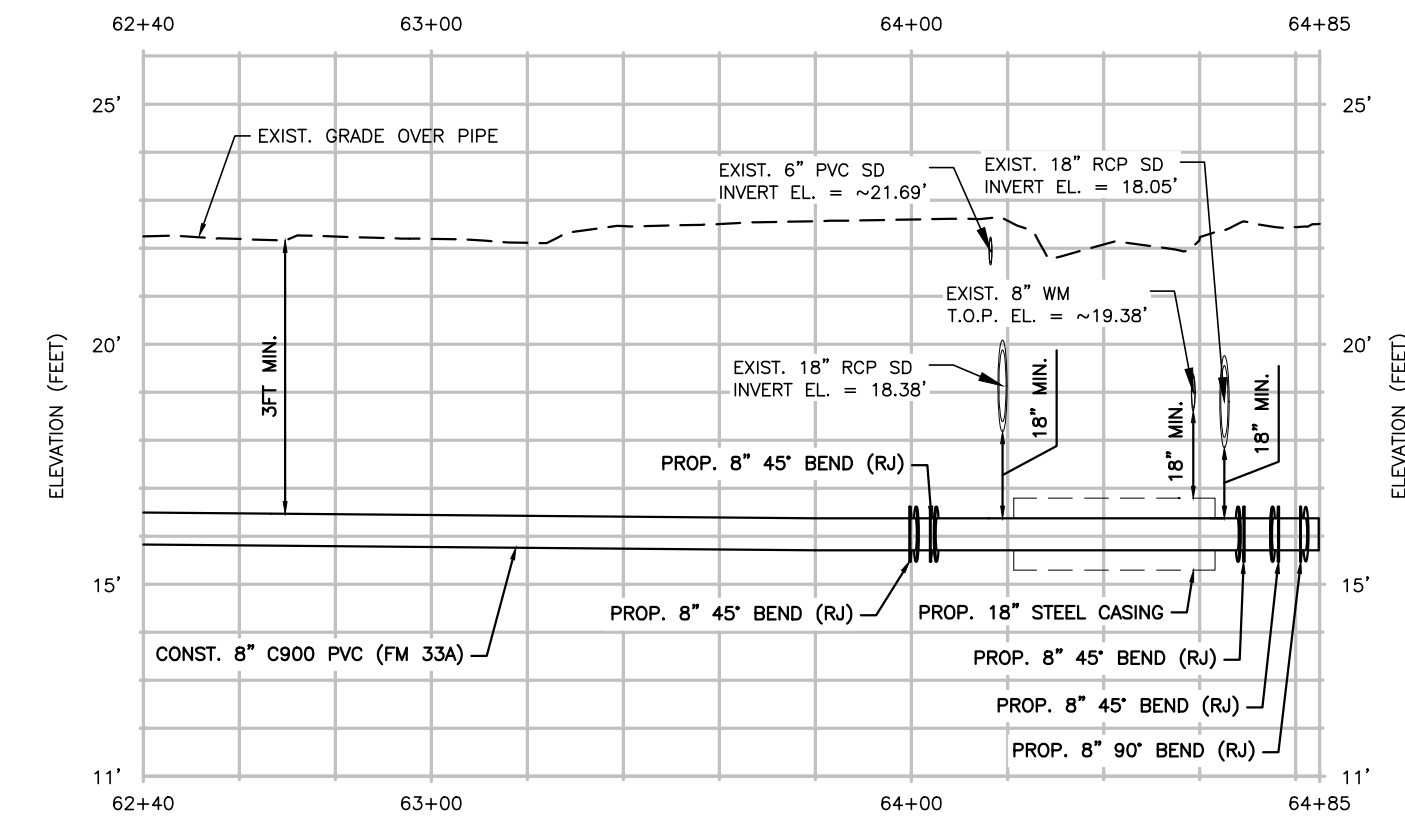 62+40
63+00
64+00
64+85
25'
25'
EXIST. GRADE OVER PIPE
EXIST. 6" PVC SD
INVERT EL. = ~21.69'
EXIST. 18" RCP SD
INVERT EL. = 18.05'
EXIST. 8" WM
T.O.P. EL. = ~19.38'
20'
20'
ELEVATION (FEET)
3FT MIN.
EXIST. 18" RCP SD
INVERT EL. = 18.38'
18" MIN.
18" MIN.
18" MIN.
ELEVATION (FEET)
PROP. 8" 45° BEND (RJ)
15'
15'
PROP. 8" 45° BEND (RJ)
PROP. 18" STEEL CASING
CONST. 8" C900 PVC (FM 33A)
PROP. 8" 45° BEND (RJ)
PROP. 8" 45° BEND (RJ)
PROP. 8" 90° BEND (RJ)
11'
11'
62+40
63+00
64+00
64+85